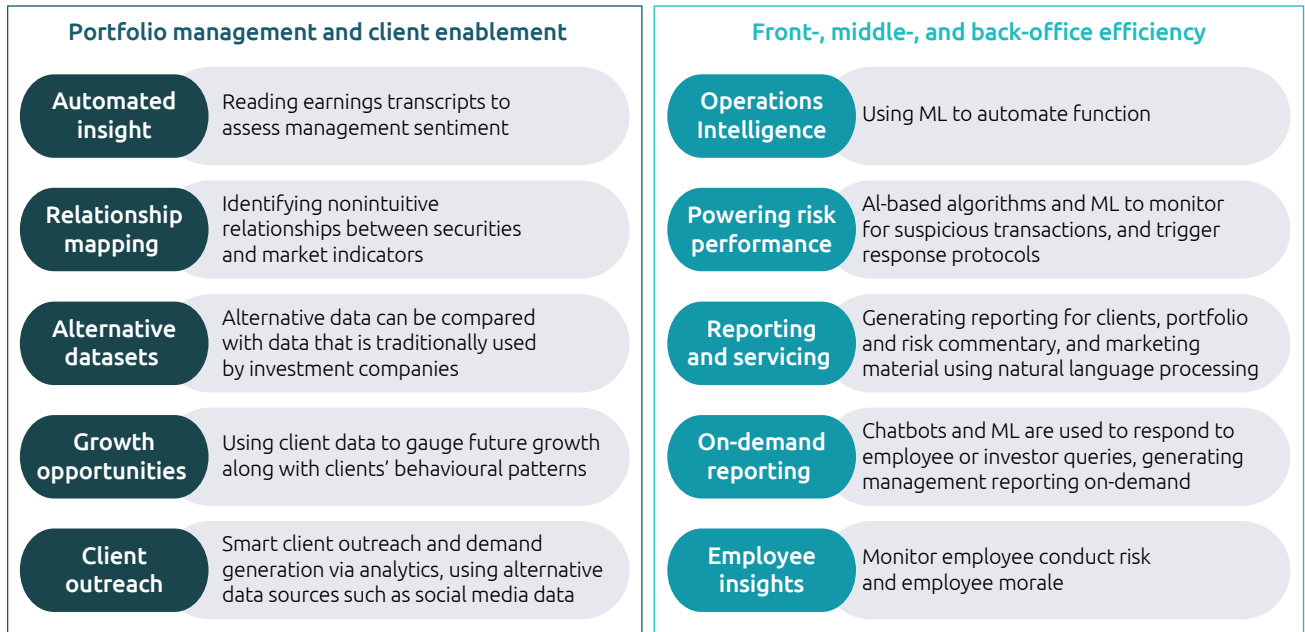 Portfolio management and client enablement
Automated
insight
Reading earnings transcripts to
assess management sentiment
Relationship
mapping
Identifying nonintuitive
relationships between securities
and market indicators
Alternative
datasets
Alternative data can be compared
with data that is traditionally used
by investment companies
Growth
opportunities
Using client data to gauge future growth
along with clients’ behavioural patterns
Client
outreach
Smart client outreach and demand
generation via analytics, using alternative
data sources such as social media data
Front-, middle-, and back-office efficiency
Operations
Intelligence
Using ML to automate function
Powering risk
performance
AI-based algorithms and ML to monitor
for suspicious transactions, and trigger
response protocols
Reporting
and servicing
Generating reporting for clients, portfolio
and risk commentary, and marketing
material using natural language processing
On-demand
reporting
Chatbots and ML are used to respond to
employee or investor queries, generating
management reporting on-demand
Employee
insights
Monitor employee conduct risk
and employee morale